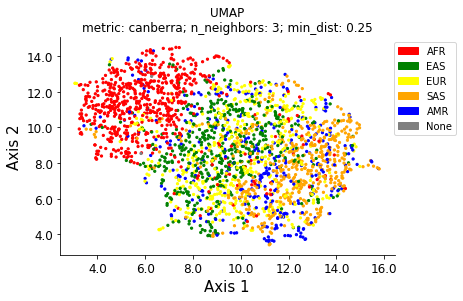 UMAP
metric: canberra; n_neighbors: 3; min_dist: 0.25
14.0
12.0
10.0
8.0
6.0
4.0
Axis 2
4.0 6.0 8.0 10.0 12.0 14.0 16.0
Axis 1
AFR
EAS
EUR
SAS
AMR
None